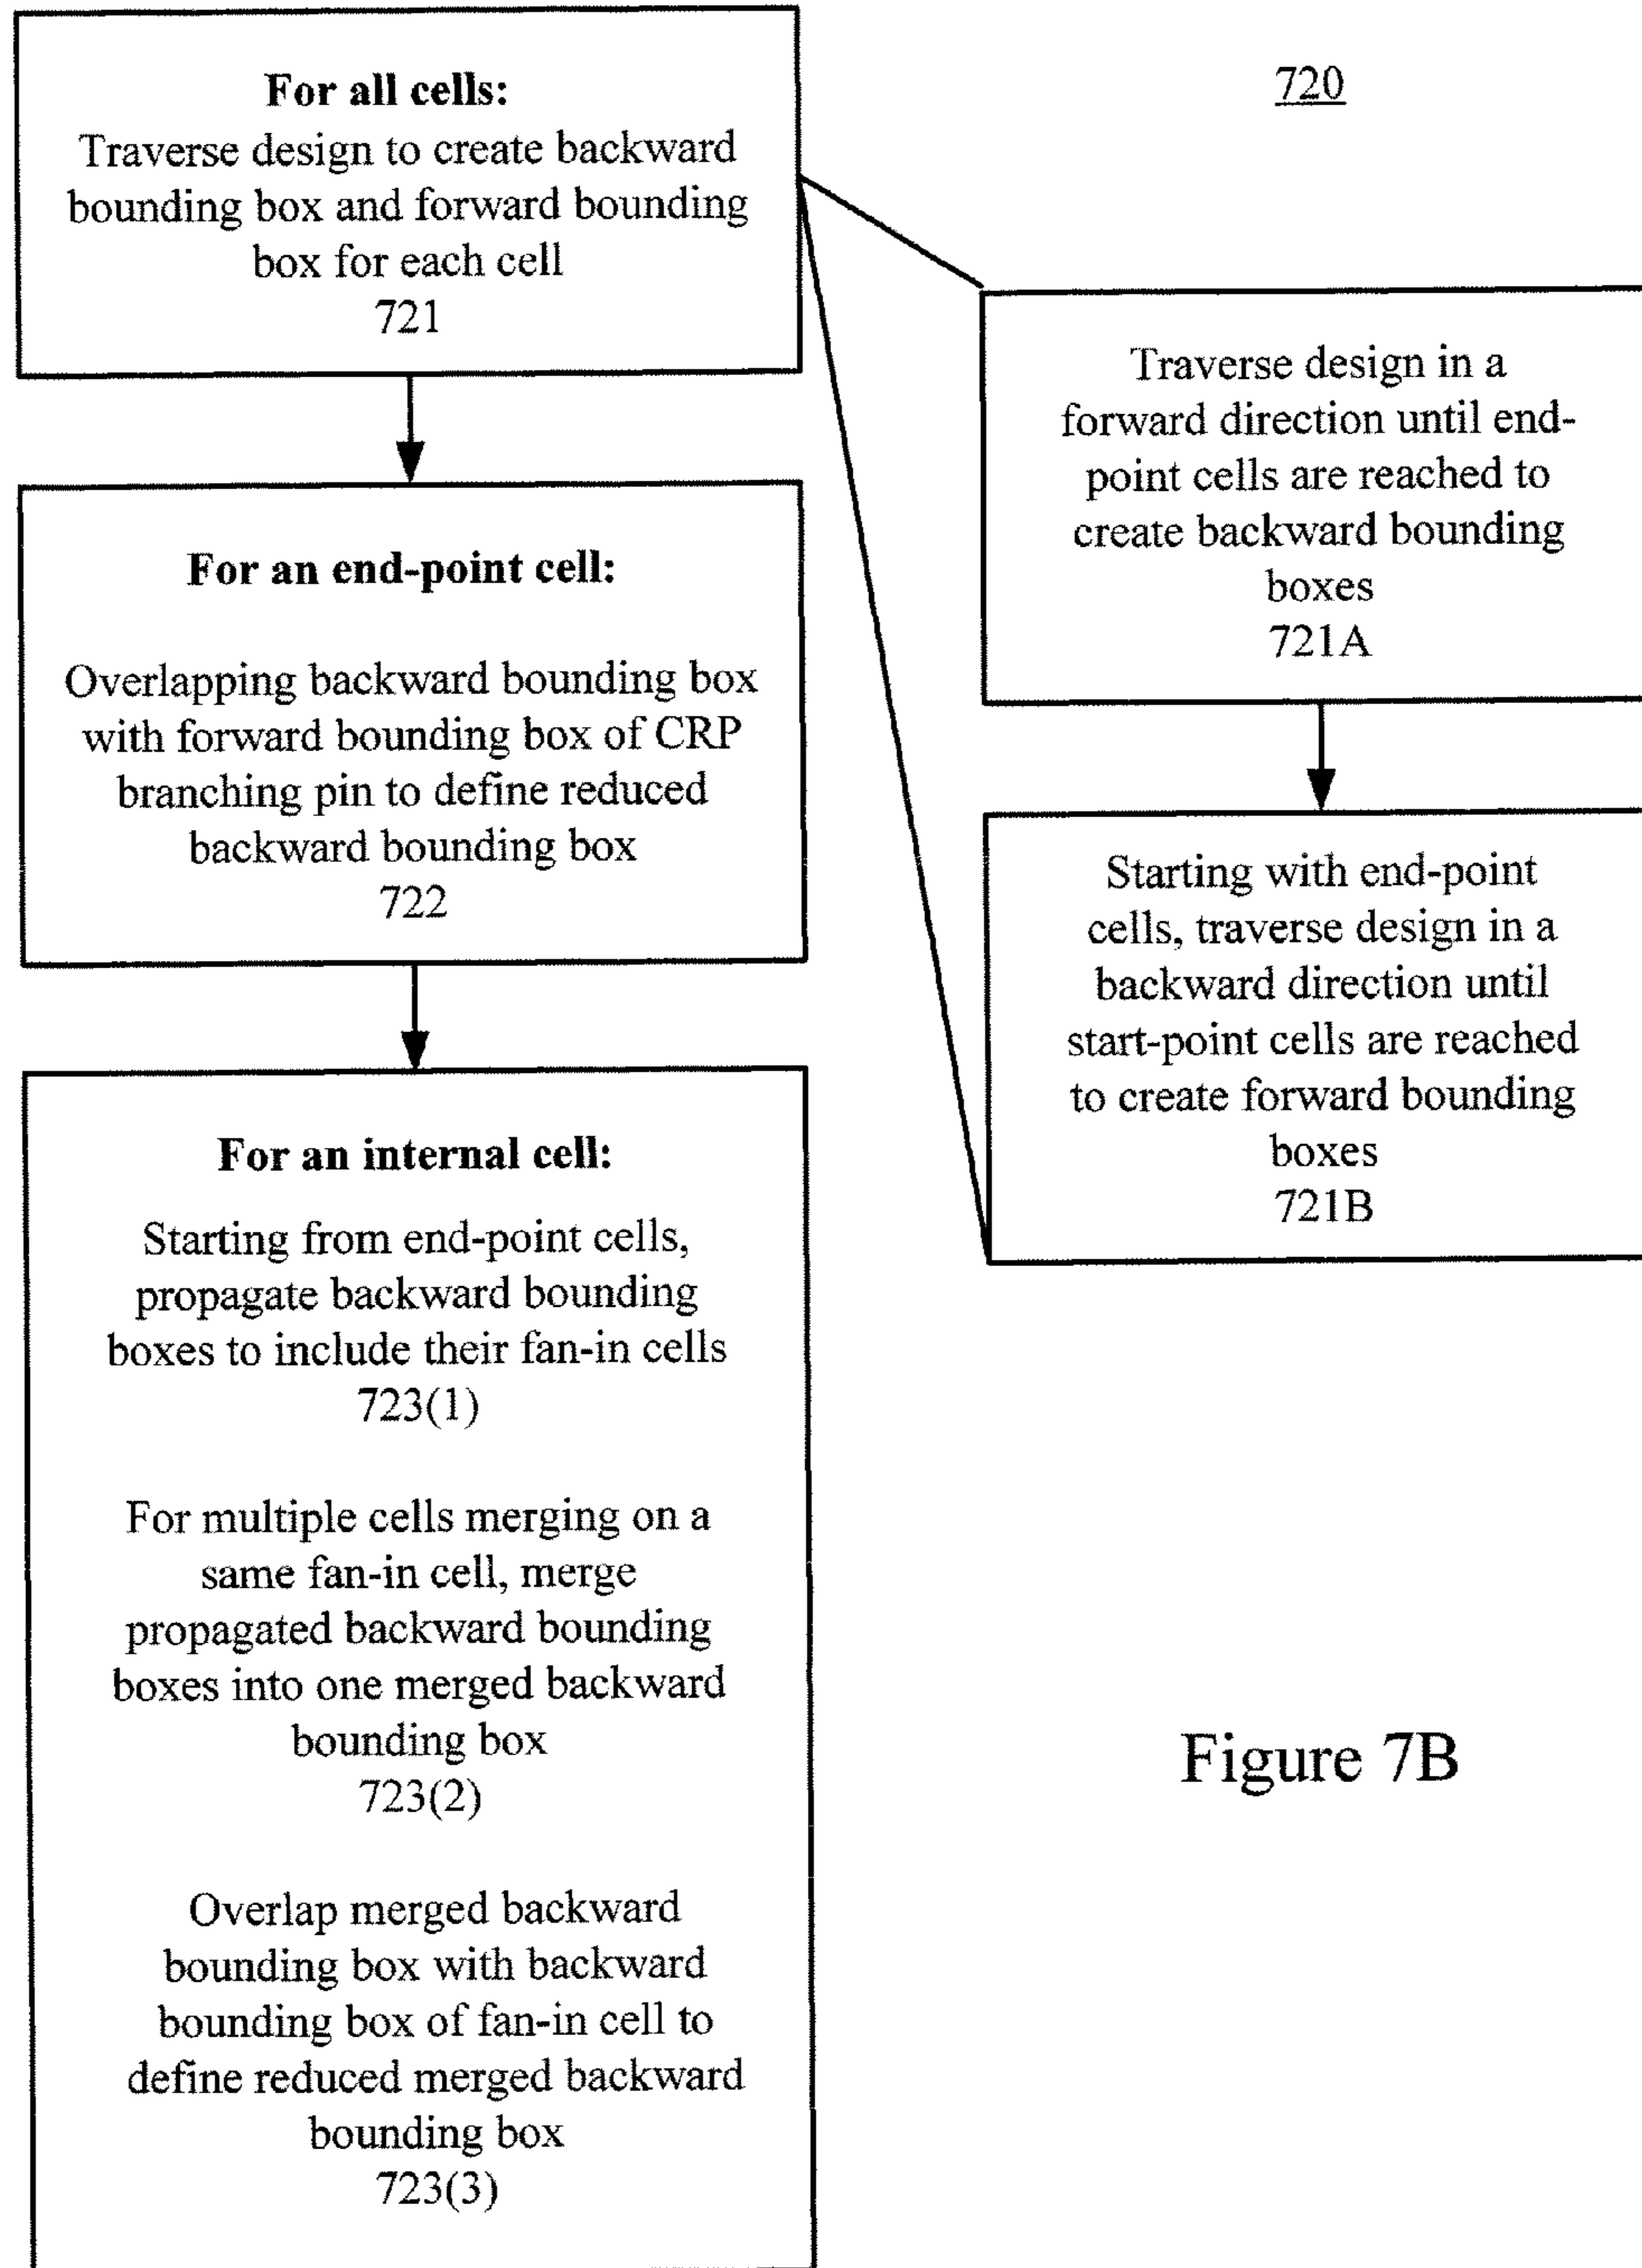 For all cells:
Traverse design to create backward
bounding box and forward bounding
box for each cell
721
720
For an end-point cell:
Overlapping backward bounding box
with forward bounding box of CRP
branching pin to define reduced
backward bounding box
722
For an internal cell:
Starting from end-point cells,
propagate backward bounding
boxes to include their fan-in cells
723(1)
For multiple cells merging on a
same fan-in cell, merge
propagated backward bounding
boxes into one merged backward
bounding box
723(2)
Overlap merged backward
bounding box with backward
bounding box of fan-in cell to
define reduced merged backward
bounding box
723(3)
Traverse design in a
forward direction until end-
point cells are reached to
create backward bounding
boxes
721A
Starting with end-point
cells, traverse design in a
backward direction until
start-point cells are reached
to create forward bounding
boxes
721B
Figure 7B